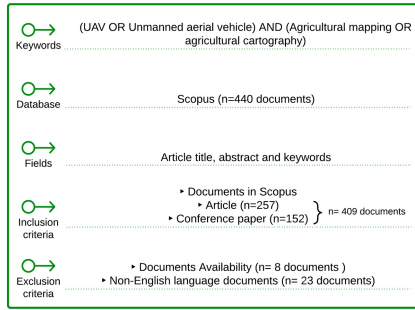 (UAV OR Unmanned aerial vehicle) AND (Agricultural mapping OR
agricultural cartography)
Keywords
Scopus (n=440 documents)
Database
Article title, abstract and keywords
Fields
‣ Documents in Scopus
‣ Article (n=257)
‣ Conference paper (n=152)
n= 409 documents
Inclusion
criteria
‣ Documents Availability (n= 8 documents )
‣ Non-English language documents (n= 23 documents)
Exclusion
criteria